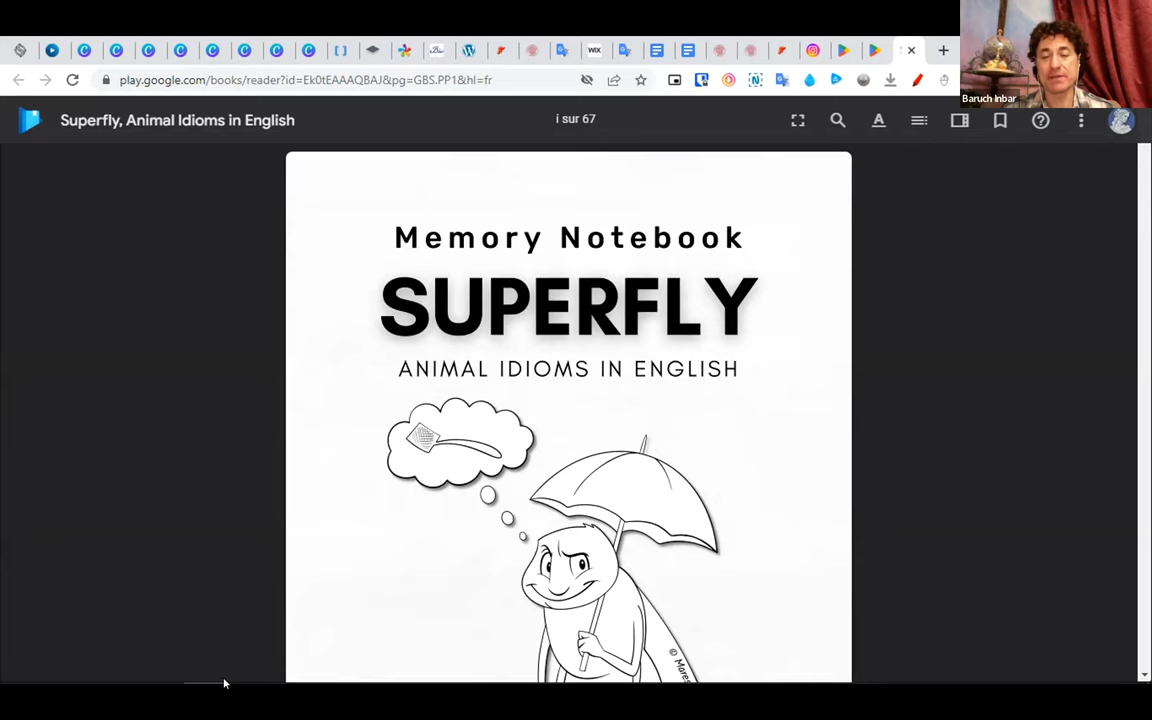 WIX
Baruch Inbar
play.google.com/books/reader?id=Ek0tEAAAQBAJ&pg=GBS.PP1&hl=fr
Superfly, Animal Idioms in English
i sur 67
Memory Notebook
SUPERFLY
ANIMAL IDIOMS IN ENGLISH